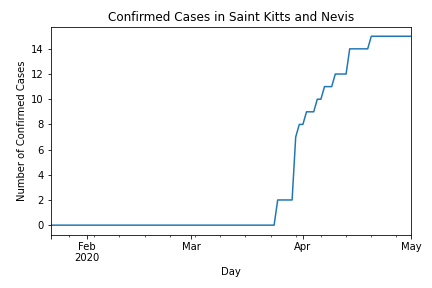 Confirmed Cases in Saint Kitts and Nevis
Number of Confirmed Cases
14
12
10
8
6
4
2
0
Feb
2020
Mar
Apr
May
Day